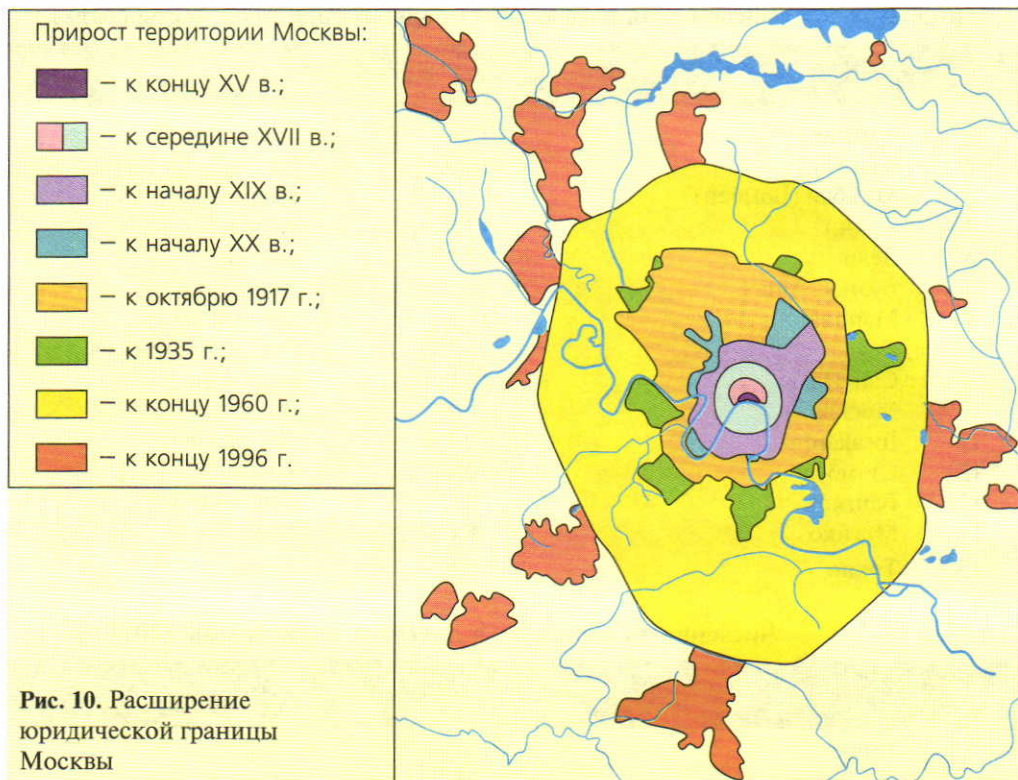 Прирост территории Москвы:
– к концу XV в.;
– к середине XVII в.;
– к началу XIX в.;
– к началу XX в.;
– к октябрю 1917 г.;
– к 1935 г.;
– к концу 1960 г.;
– к концу 1996 г.
Рис. 10. Расширение
юридической границы
Москвы